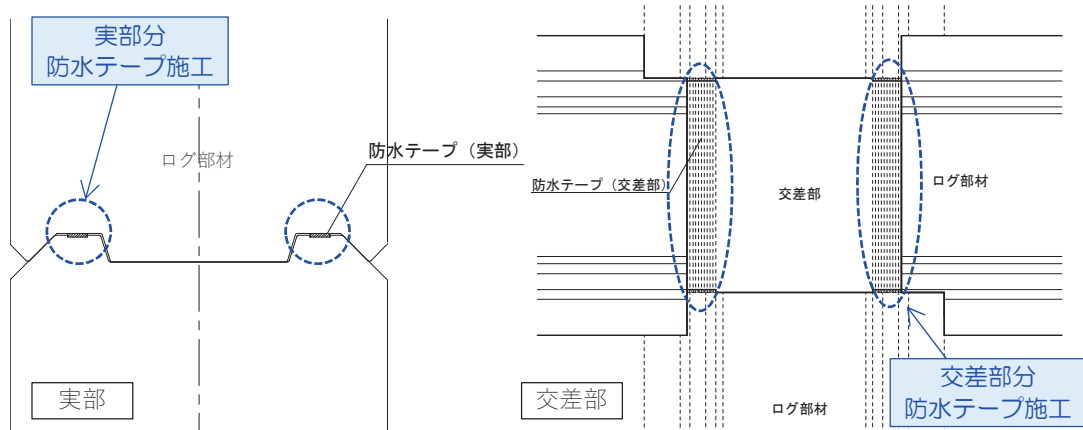 実部分
防水テープ施工
ログ部材
防水テープ（実部）
実部
防水テープ（交差部）
交差部
ログ部材
交差部
ログ部材
交差部分
防水テープ施工